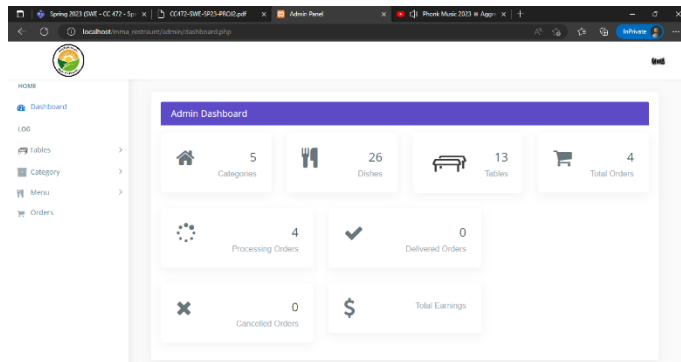 Spring 2023 (SWE - CC 472 - Sp
CC472-SWE-SP23-PROJ2.pdf
Admin Panel
Phonk Music 2023 ※ Aggre
localhost/mma_restraunt/admin/dashboard.php
InPrivate
HOME
Dashboard
LOG
Tables
Category
Menu
Orders
Admin Dashboard
5
Categories
26
Dishes
13
Tables
4
Total Orders
4
Processing Orders
0
Delivered Orders
0
Cancelled Orders
Total Earnings